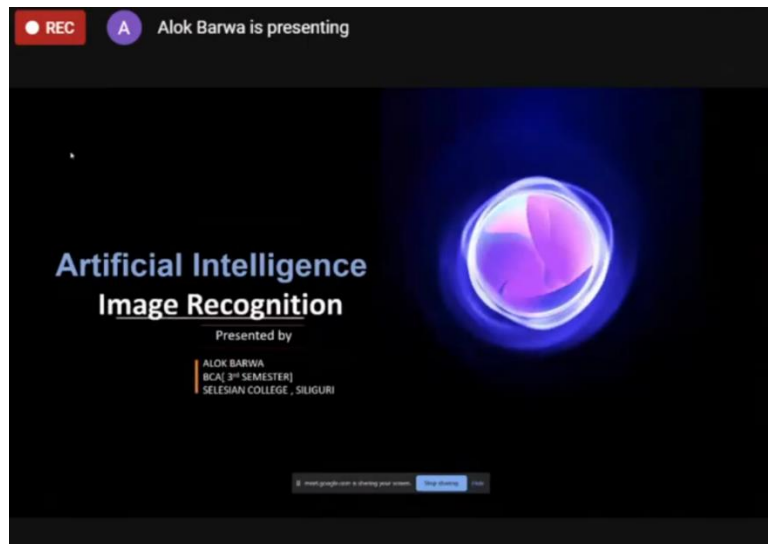 REC
A
Alok Barwa is presenting
Artificial Intelligence
Image Recognition
Presented by
ALOK BARWA
BCA[ 3rd SEMESTER]
SELESIAN COLLEGE , SILIGURI
meet.google.com is sharing your screen.
Stop sharing
Hide